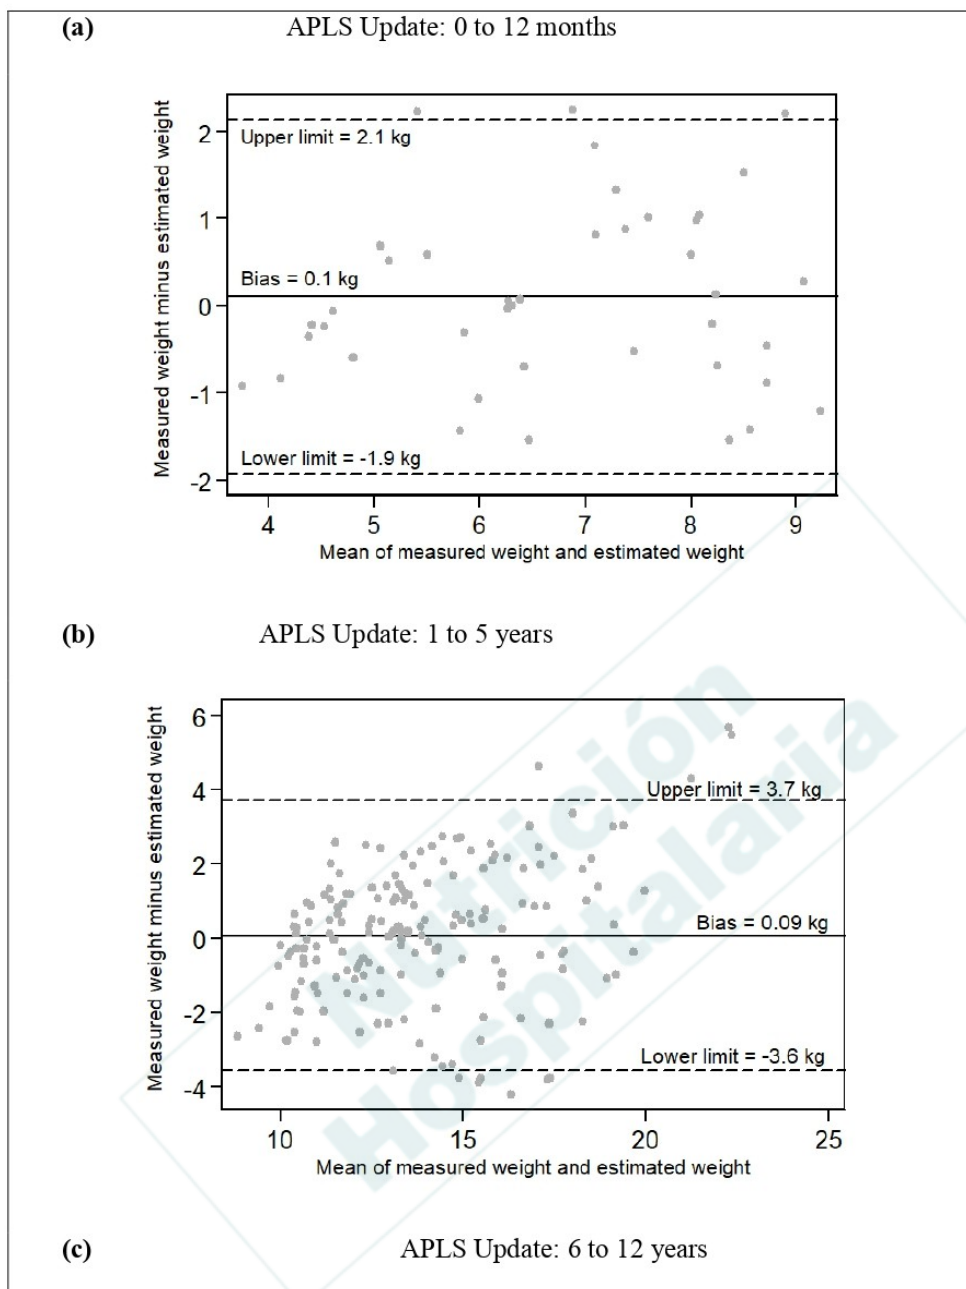 (a) APLS Update: 0 to 12 months
Measured weight minus estimated weight
2
1
0
-1
-2
Upper limit = 2.1 kg
Bias = 0.1 kg
Lower limit = -1.9 kg
4 5 6 7 8 9
Mean of measured weight and estimated weight
(b) APLS Update: 1 to 5 years
Measured weight minus estimated weight
6
4
2
0
-2
-4
Upper limit = 3.7 kg
Bias = 0.09 kg
Lower limit = -3.6 kg
10 15 20 25
Mean of measured weight and estimated weight
Nutrición
Hospitalaria
(c) APLS Update: 6 to 12 years